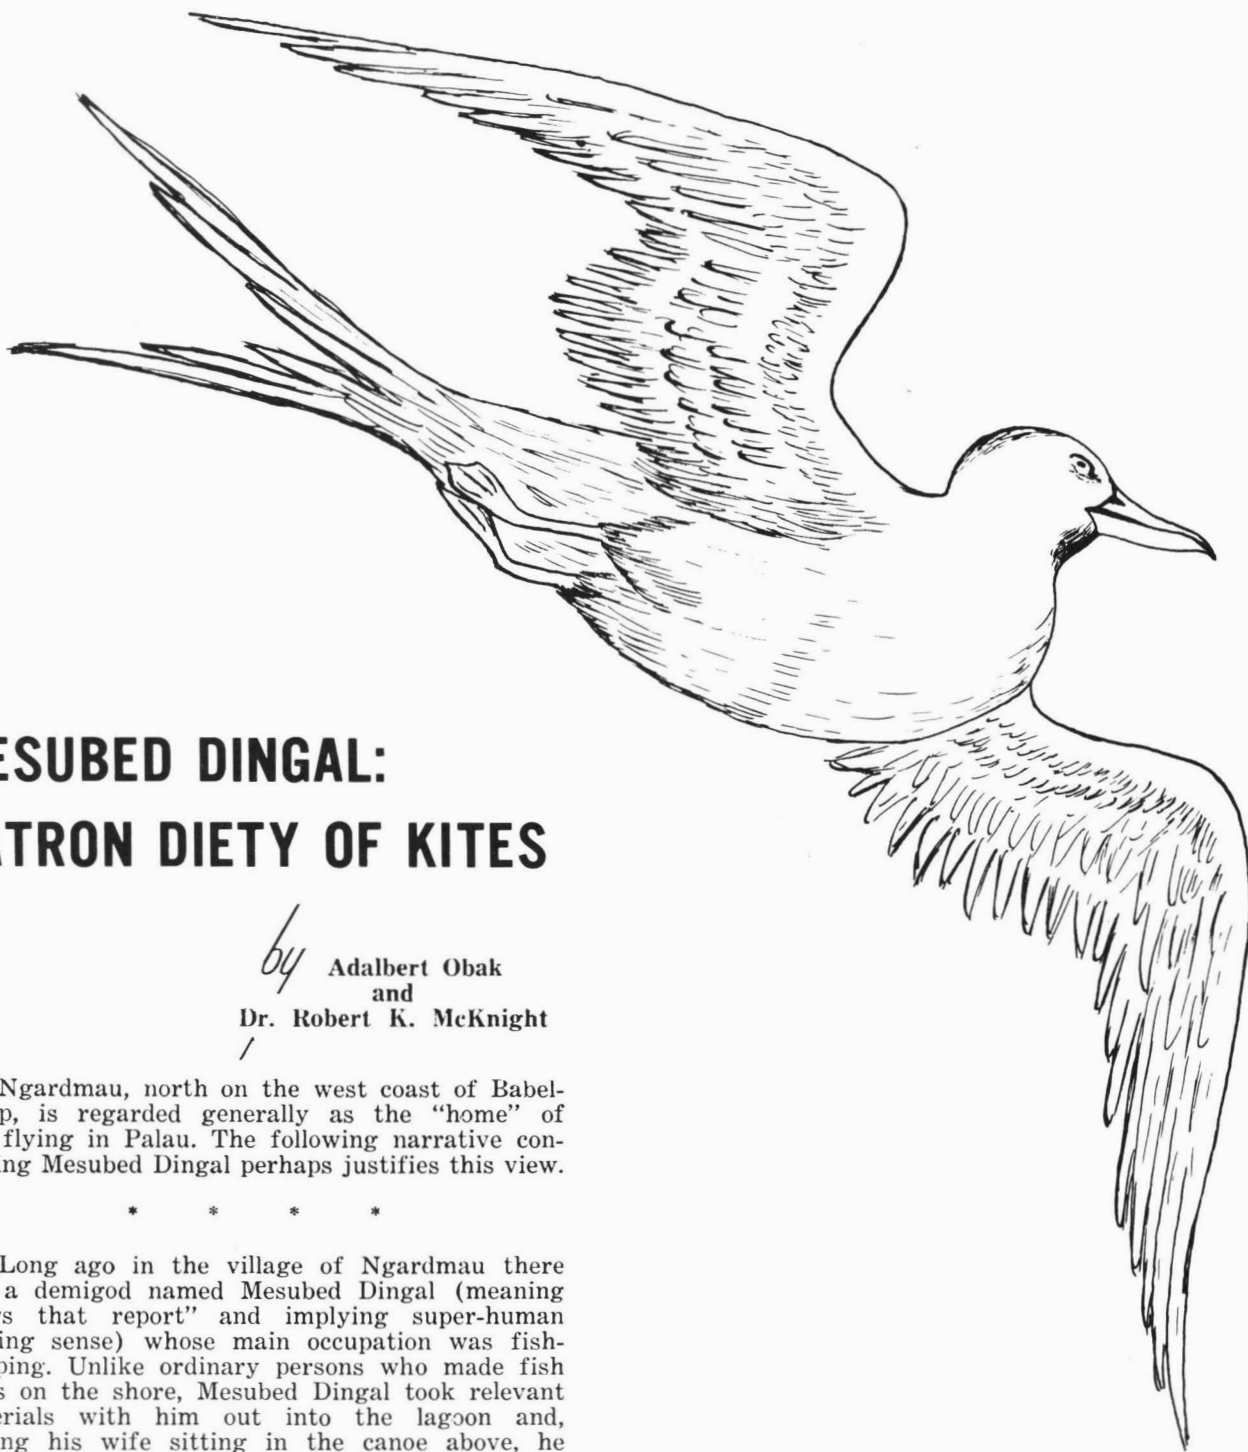 ESUBED DINGAL:
ATRON DIETY OF KITES
by Adalbert Obak
and
Dr. Robert K. McKnight
Ngardmau, north on the west coast of Babel-
p, is regarded generally as the “home” of
flying in Palau. The following narrative con-
ing Mesubed Dingal perhaps justifies this view.
* * * *
Long ago in the village of Ngardmau there
a demigod named Mesubed Dingal (meaning
rs that report” and implying super-human
ing sense) whose main occupation was fish-
ping. Unlike ordinary persons who made fish
s on the shore, Mesubed Dingal took relevant
erials with him out into the lagoon and,
ng his wife sitting in the canoe above, he